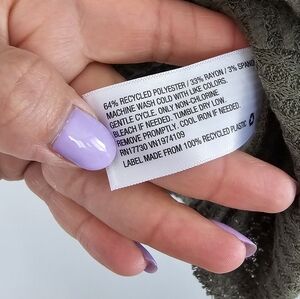 64% RECYCLED POLYESTER / 33% RAYON / 3% SPANDEX
MACHINE WASH COLD WITH LIKE COLORS.
GENTLE CYCLE. ONLY NON-CHLORINE
BLEACH IF NEEDED. TUMBLE DRY LOW.
REMOVE PROMPTLY. COOL IRON IF NEEDED.
RN17730 VN1974109
LABEL MADE FROM 100% RECYCLED PLASTIC